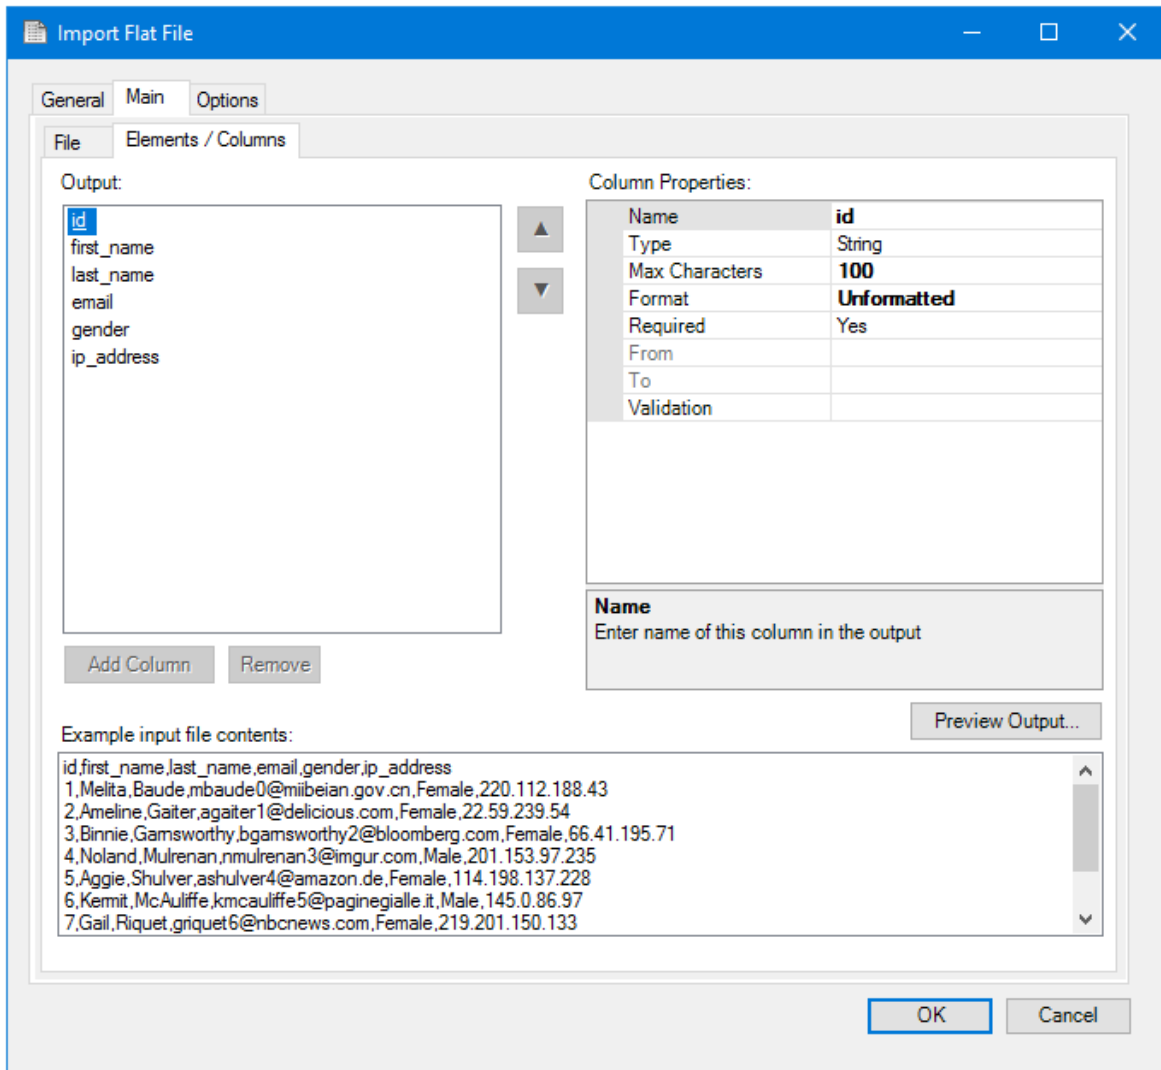 Import Flat File
General Main Options
File Elements / Columns
Output:
id
first_name
last_name
email
gender
ip_address
Add Column Remove
Column Properties:
Name id
Type String
Max Characters 100
Format Unformatted
Required Yes
From
To
Validation
Name
Enter name of this column in the output
Preview Output...
Example input file contents:
id,first_name,last_name,email,gender,ip_address
1,Melita,Baude,mbaude0@miibeian.gov.cn,Female,220.112.188.43
2,Ameline,Gaiter,agaiter1@delicious.com,Female,22.59.239.54
3,Binnie,Garnsworthy,bgarnsworthy2@bloomberg.com,Female,66.41.195.71
4,Noland,Mulrenan,nmulrenan3@imgur.com,Male,201.153.97.235
5,Aggie,Shulver,ashulver4@amazon.de,Female,114.198.137.228
6,Kermit,McAuliffe,kmcauliffe5@paginegialle.it,Male,145.0.86.97
7,Gail,Riquet,griquet6@nbcnews.com,Female,219.201.150.133
OK Cancel